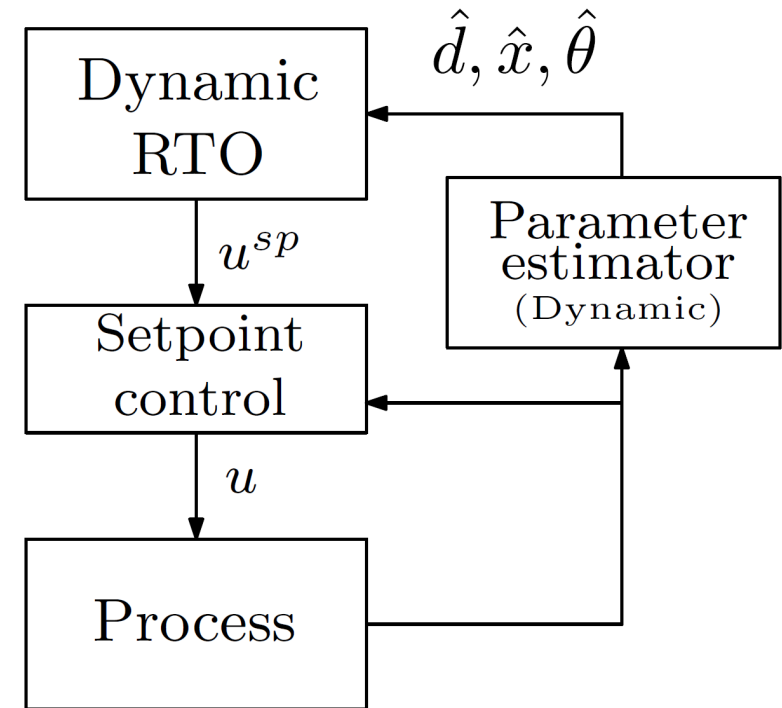 Dynamic
RTO
d̂, x̂, θ̂
Parameter
estimator
(Dynamic)
u^{sp}
Setpoint
control
u
Process